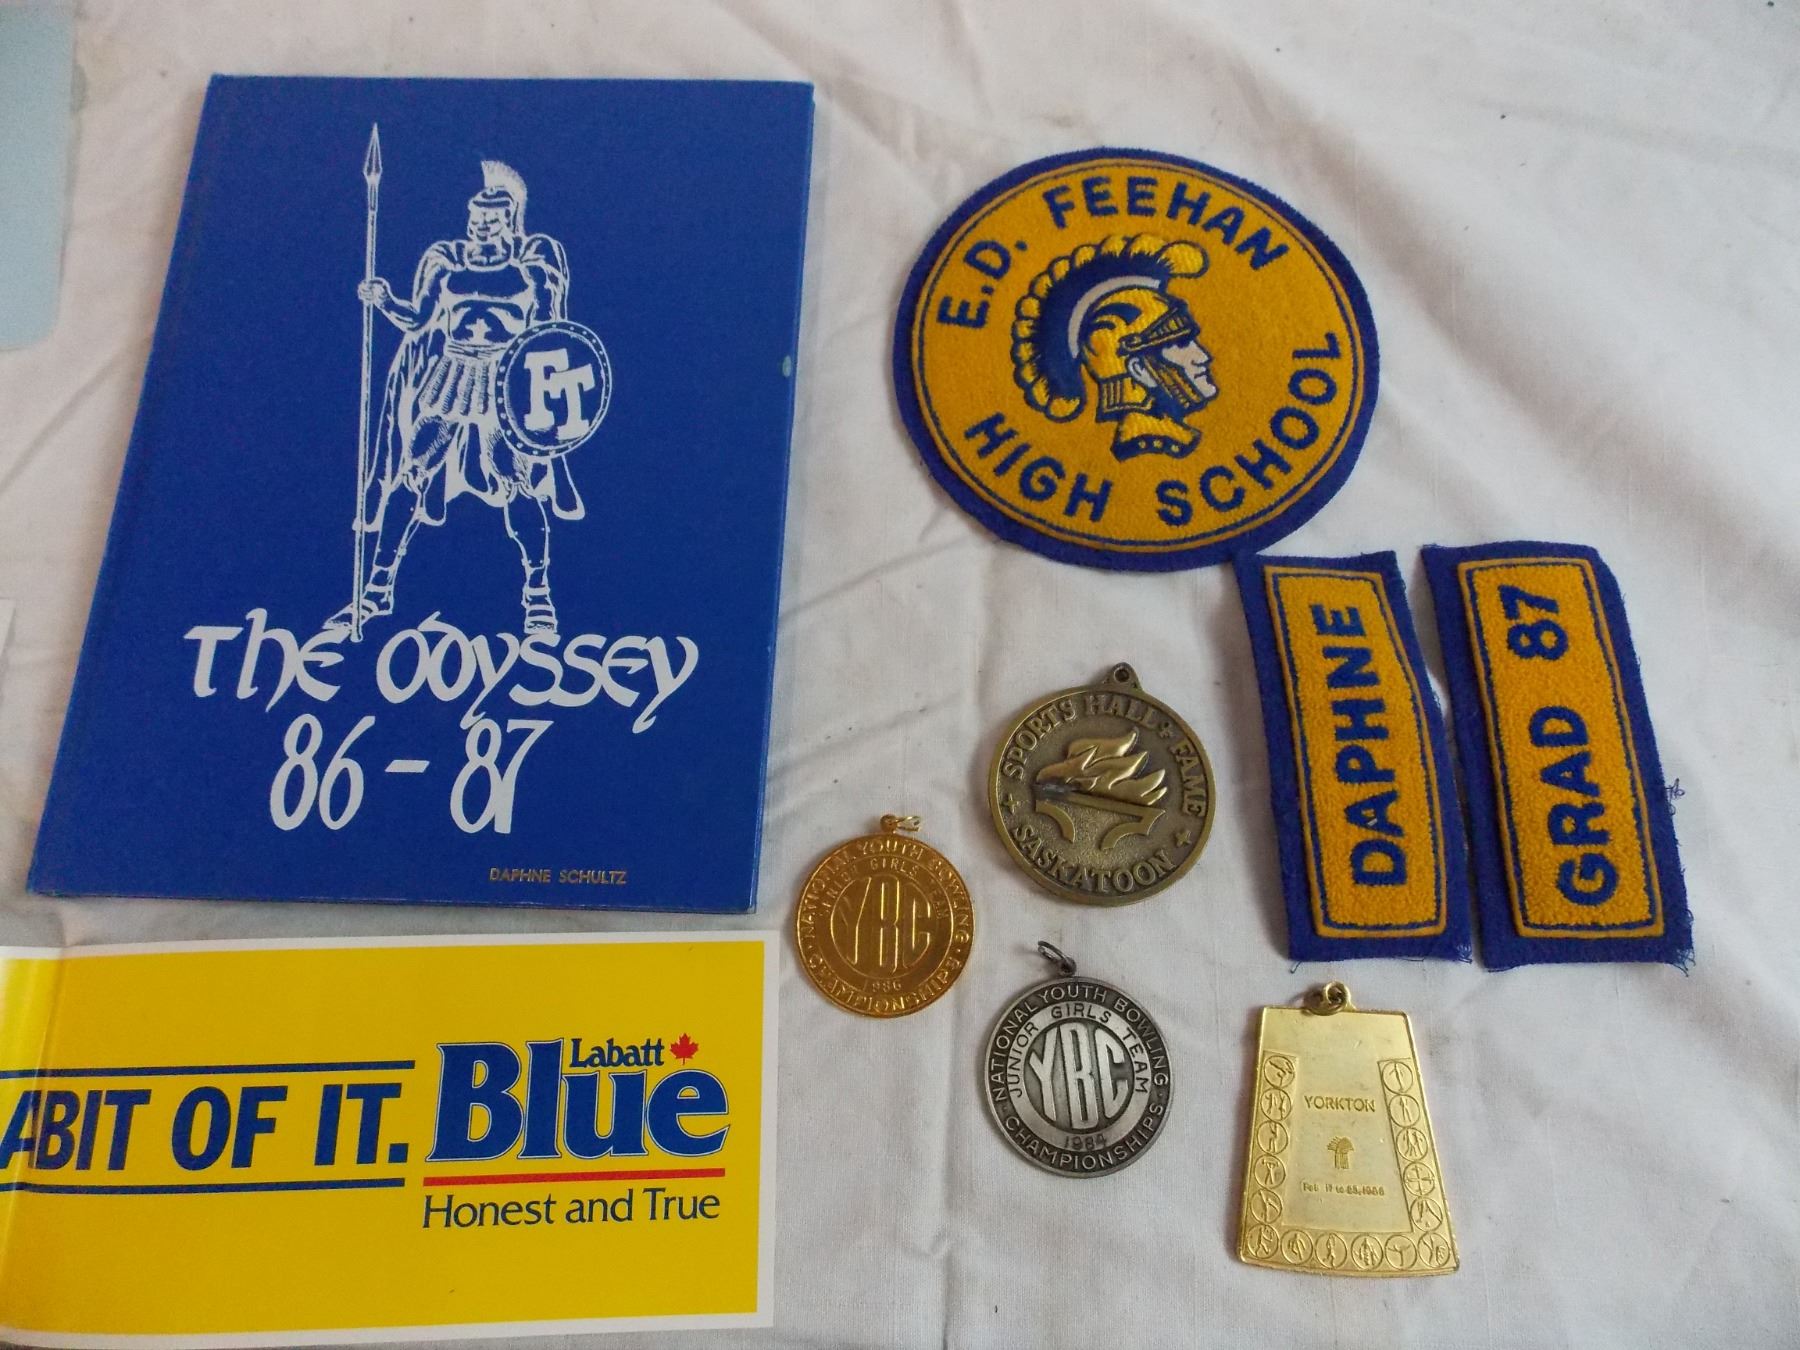 FT
The Odyssey
86-87
DAPHNE SCHULTZ
E.D. FEEHAN
HIGH SCHOOL
DAPHNE
GRAD 87
SPORTS HALL FAME
SASKATOON
NATIONAL YOUTH BOWLING
GIRLS TEAM
YBC
1986
CHAMPIONSHIPS
NATIONAL YOUTH BOWLING
JUNIOR GIRLS TEAM
YBC
1984
CHAMPIONSHIPS
YORKTON
ABIT OF IT.
Labatt
Blue
Honest and True